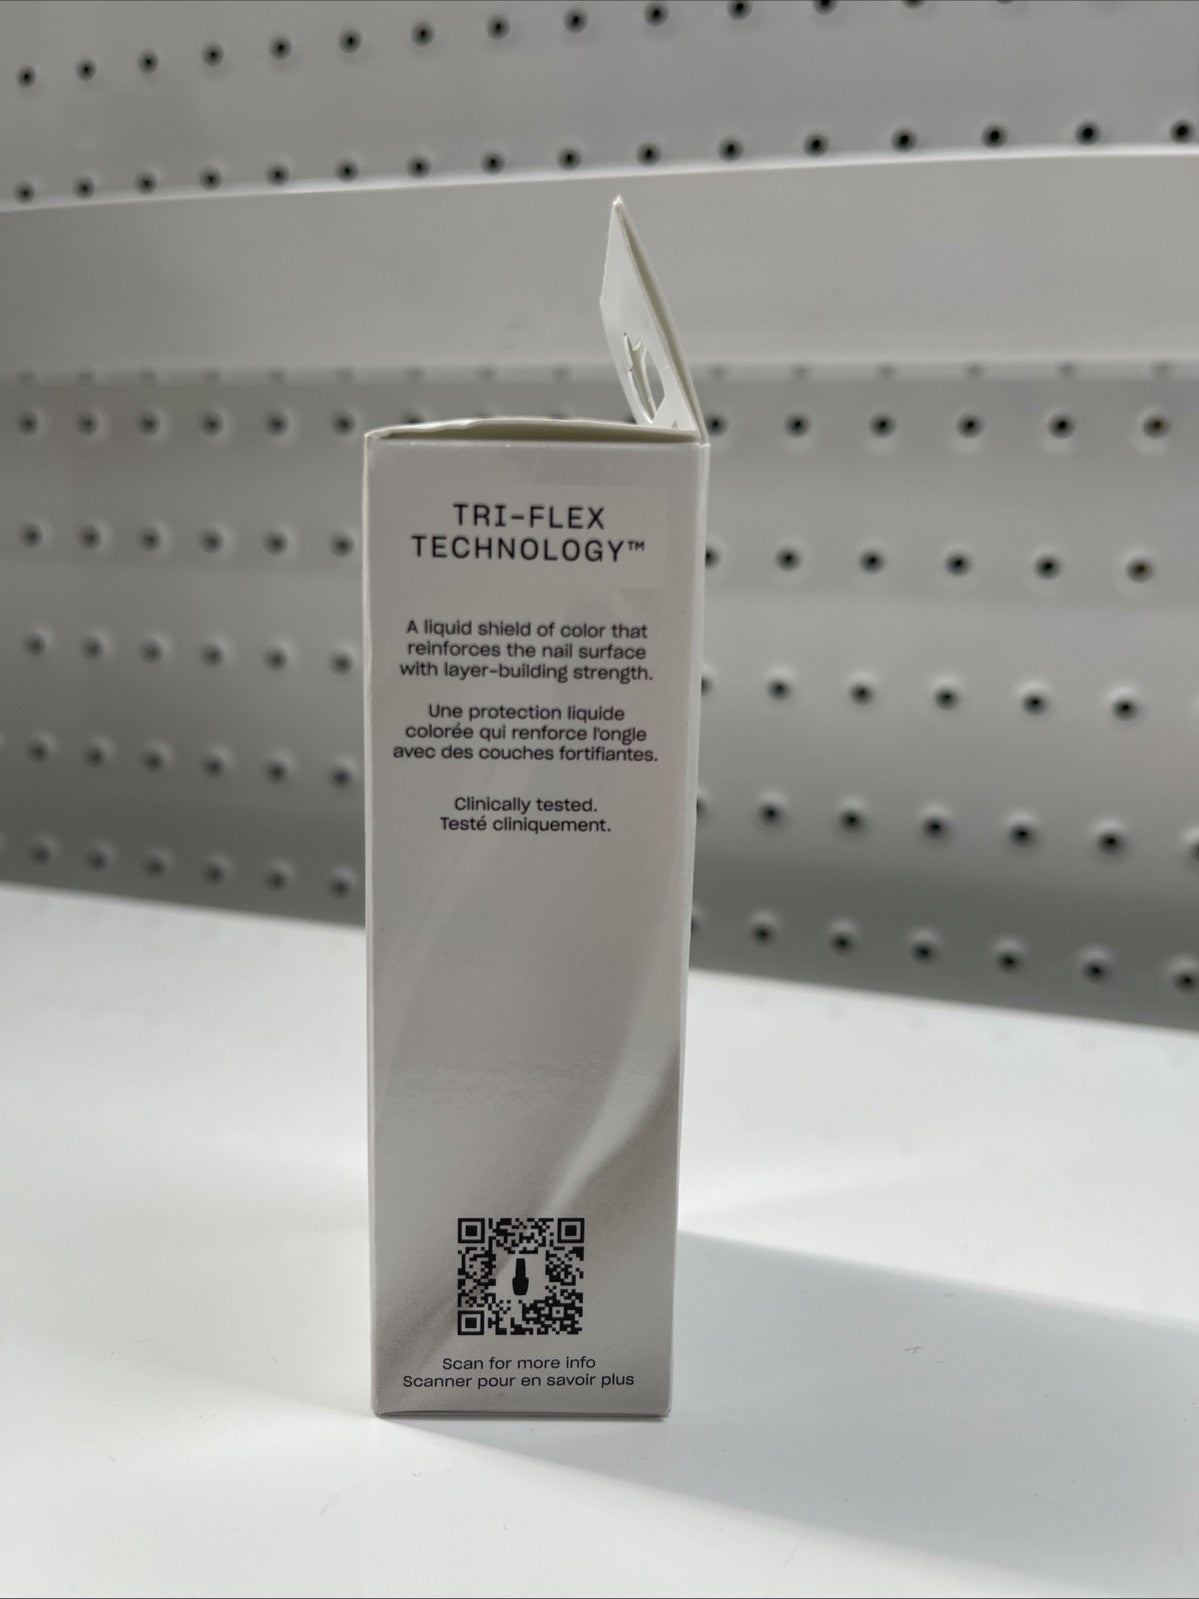 TRI-FLEX
TECHNOLOGY™
A liquid shield of color that
reinforces the nail surface
with layer-building strength.
Une protection liquide
colorée qui renforce l'ongle
avec des couches fortifiantes.
Clinically tested.
Testé cliniquement.
Scan for more info
Scanner pour en savoir plus